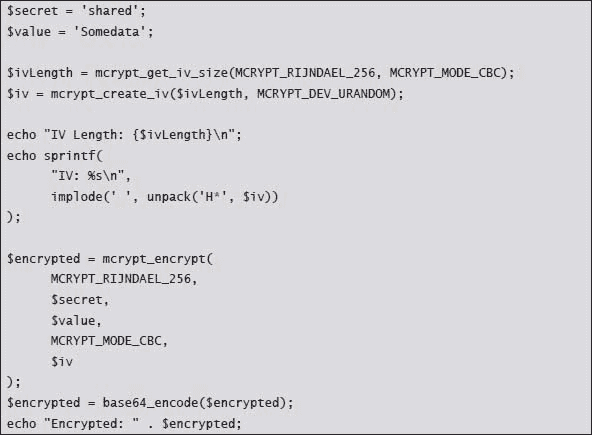 $secret = 'shared';
$value = 'Somedata';
$ivLength = mcrypt_get_iv_size(MCRYPT_RIJNDAEL_256, MCRYPT_MODE_CBC);
$iv = mcrypt_create_iv($ivLength, MCRYPT_DEV_URANDOM);
echo "IV Length: {$ivLength}\n";
echo sprintf(
"IV: %s\n",
implode(' ', unpack('H*', $iv))
);
$encrypted = mcrypt_encrypt(
MCRYPT_RIJNDAEL_256,
$secret,
$value,
MCRYPT_MODE_CBC,
$iv
);
$encrypted = base64_encode($encrypted);
echo "Encrypted: " . $encrypted;